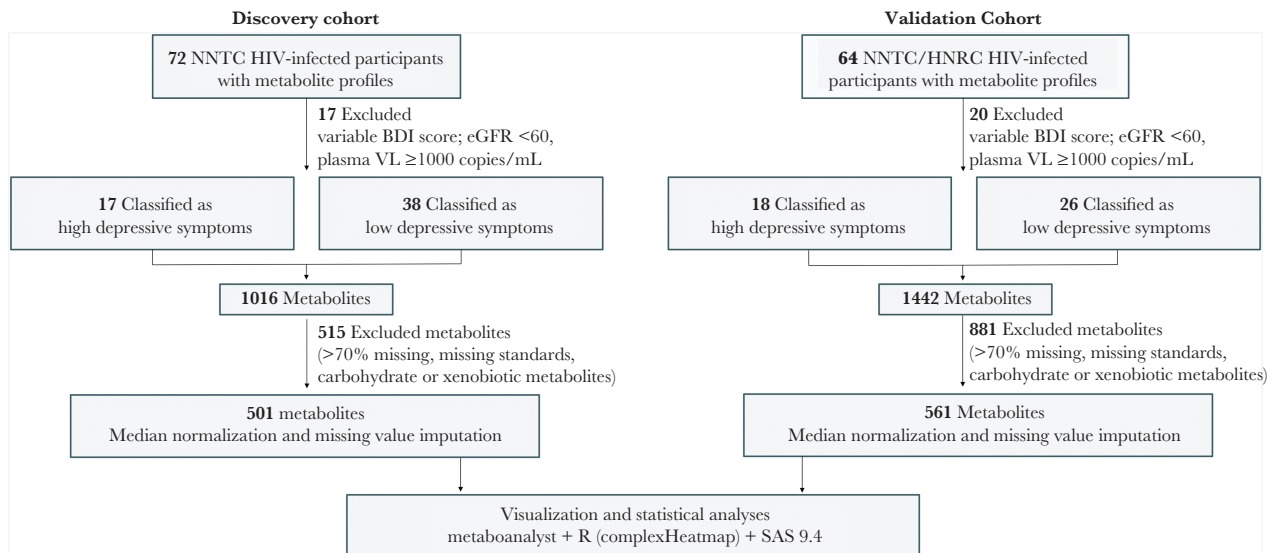 Discovery cohort
72 NNTC HIV-infected participants
with metabolite profiles
17 Excluded
variable BDI score; eGFR <60,
plasma VL ≥1000 copies/mL
17 Classified as
high depressive symptoms
38 Classified as
low depressive symptoms
1016 Metabolites
515 Excluded metabolites
(>70% missing, missing standards,
carbohydrate or xenobiotic metabolites)
501 metabolites
Median normalization and missing value imputation
Validation Cohort
64 NNTC/HNRC HIV-infected
participants with metabolite profiles
20 Excluded
variable BDI score; eGFR <60,
plasma VL ≥1000 copies/mL
18 Classified as
high depressive symptoms
26 Classified as
low depressive symptoms
1442 Metabolites
881 Excluded metabolites
(>70% missing, missing standards,
carbohydrate or xenobiotic metabolites)
561 Metabolites
Median normalization and missing value imputation
Visualization and statistical analyses
metaboanalyst + R (complexHeatmap) + SAS 9.4